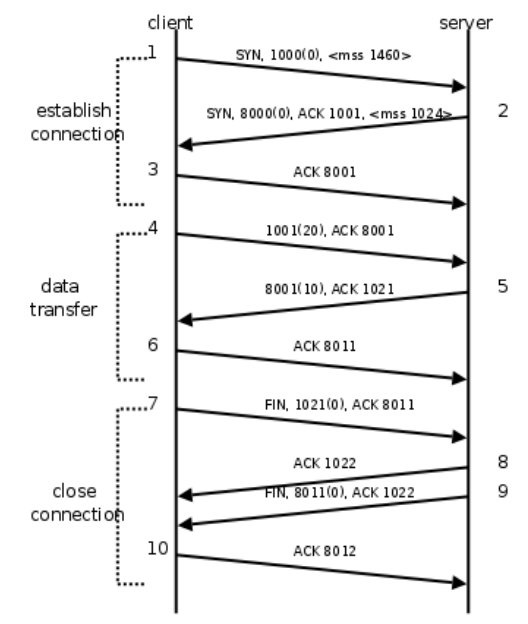 client
server
1
SYN, 1000(0), <mss 1460>
establish
connection
SYN, 8000(0), ACK 1001, <mss 1024>
2
3
ACK 8001
4
1001(20), ACK 8001
data
transfer
8001(10), ACK 1021
5
6
ACK 8011
7
FIN, 1021(0), ACK 8011
ACK 1022
8
close
connection
FIN, 8011(0), ACK 1022
9
10
ACK 8012